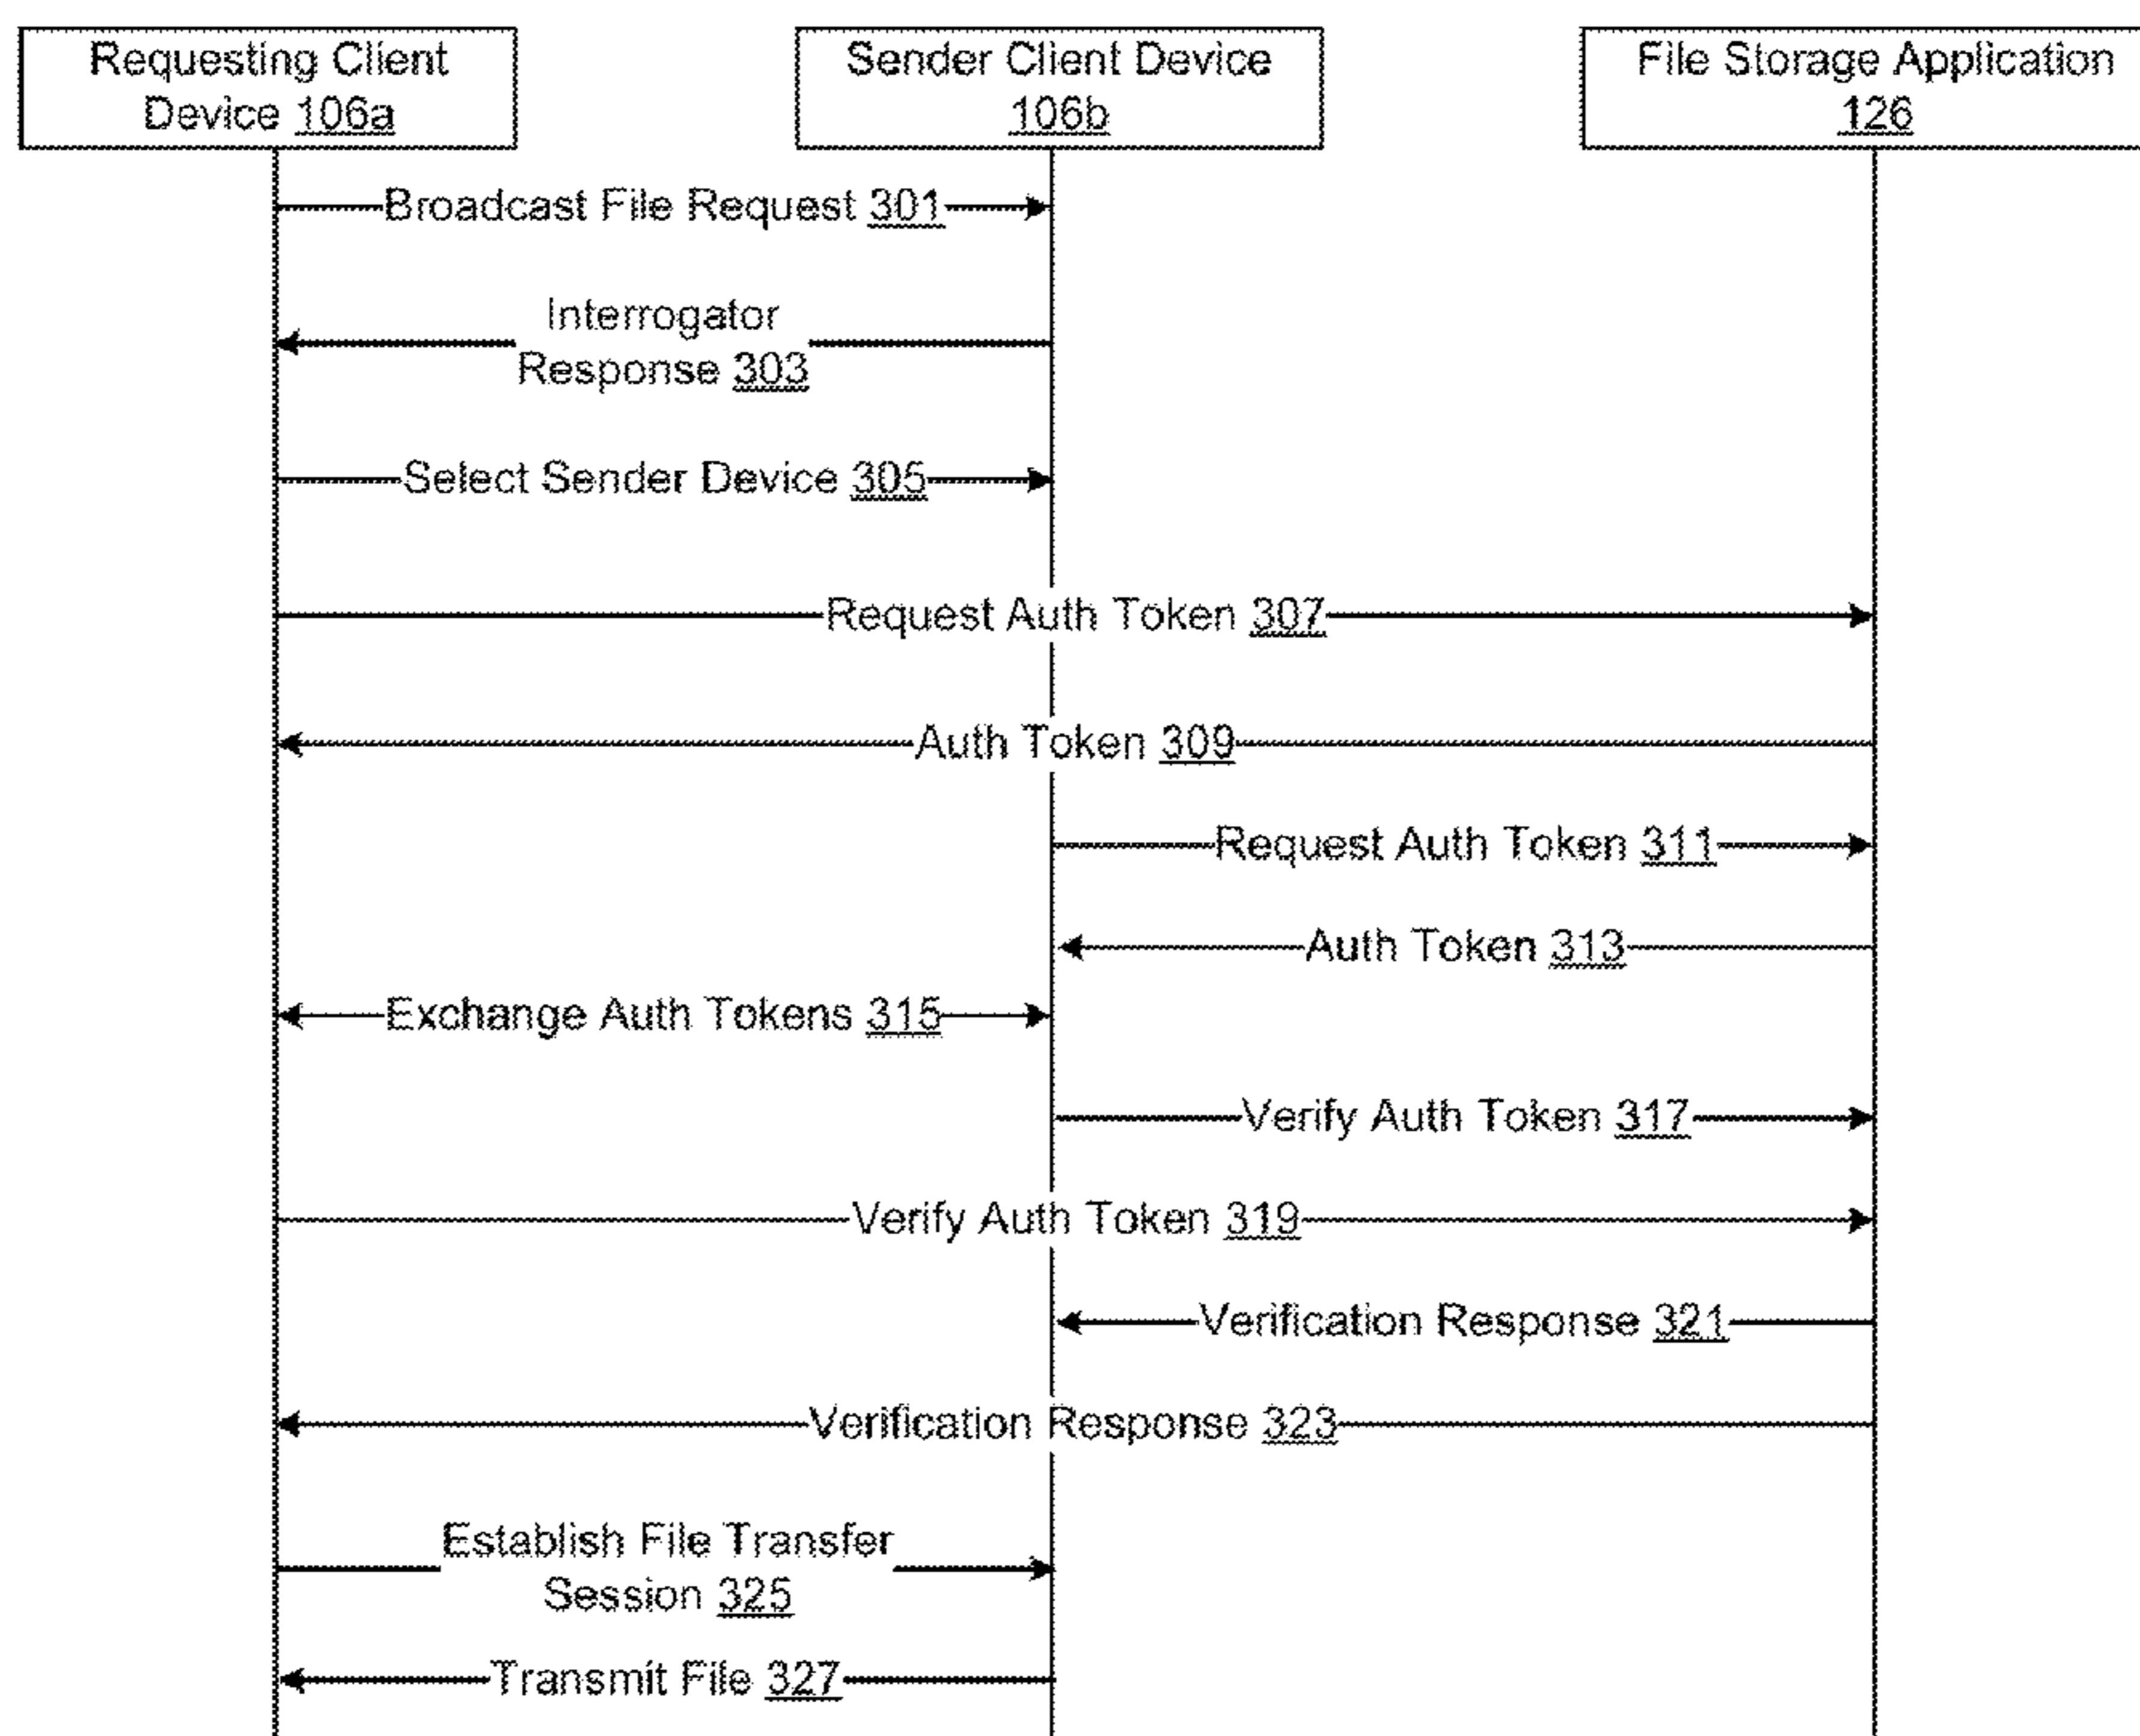 Requesting Client
Device 106a
Sender Client Device
106b
File Storage Application
126
Broadcast File Request 301
Interrogator
Response 303
Select Sender Device 305
Request Auth Token 307
Auth Token 309
Request Auth Token 311
Auth Token 313
Exchange Auth Tokens 315
Verify Auth Token 317
Verify Auth Token 319
Verification Response 321
Verification Response 323
Establish File Transfer
Session 325
Transmit File 327